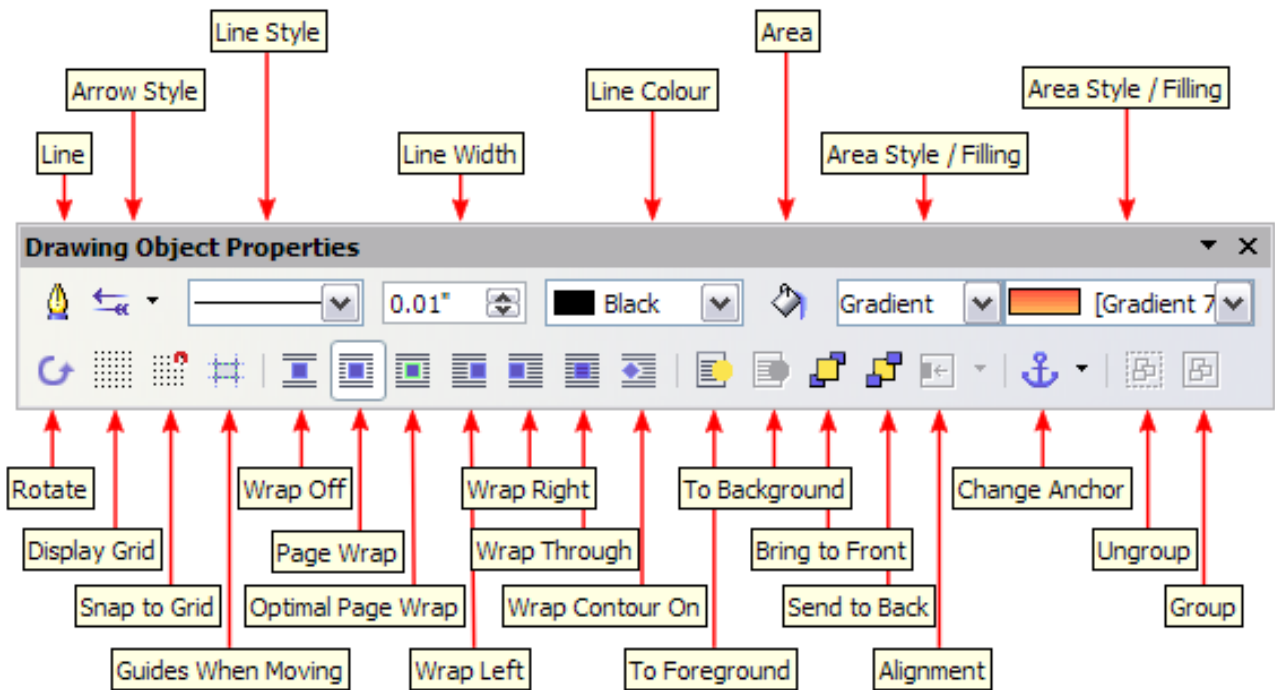 Line Style
Area
Arrow Style
Line Colour
Area Style / Filling
Line
Line Width
Area Style / Filling
Drawing Object Properties
0.01"
Black
Gradient
[Gradient 7
Rotate
Wrap Off
Wrap Right
To Background
Change Anchor
Display Grid
Page Wrap
Wrap Through
Bring to Front
Ungroup
Snap to Grid
Optimal Page Wrap
Wrap Contour On
Send to Back
Group
Guides When Moving
Wrap Left
To Foreground
Alignment